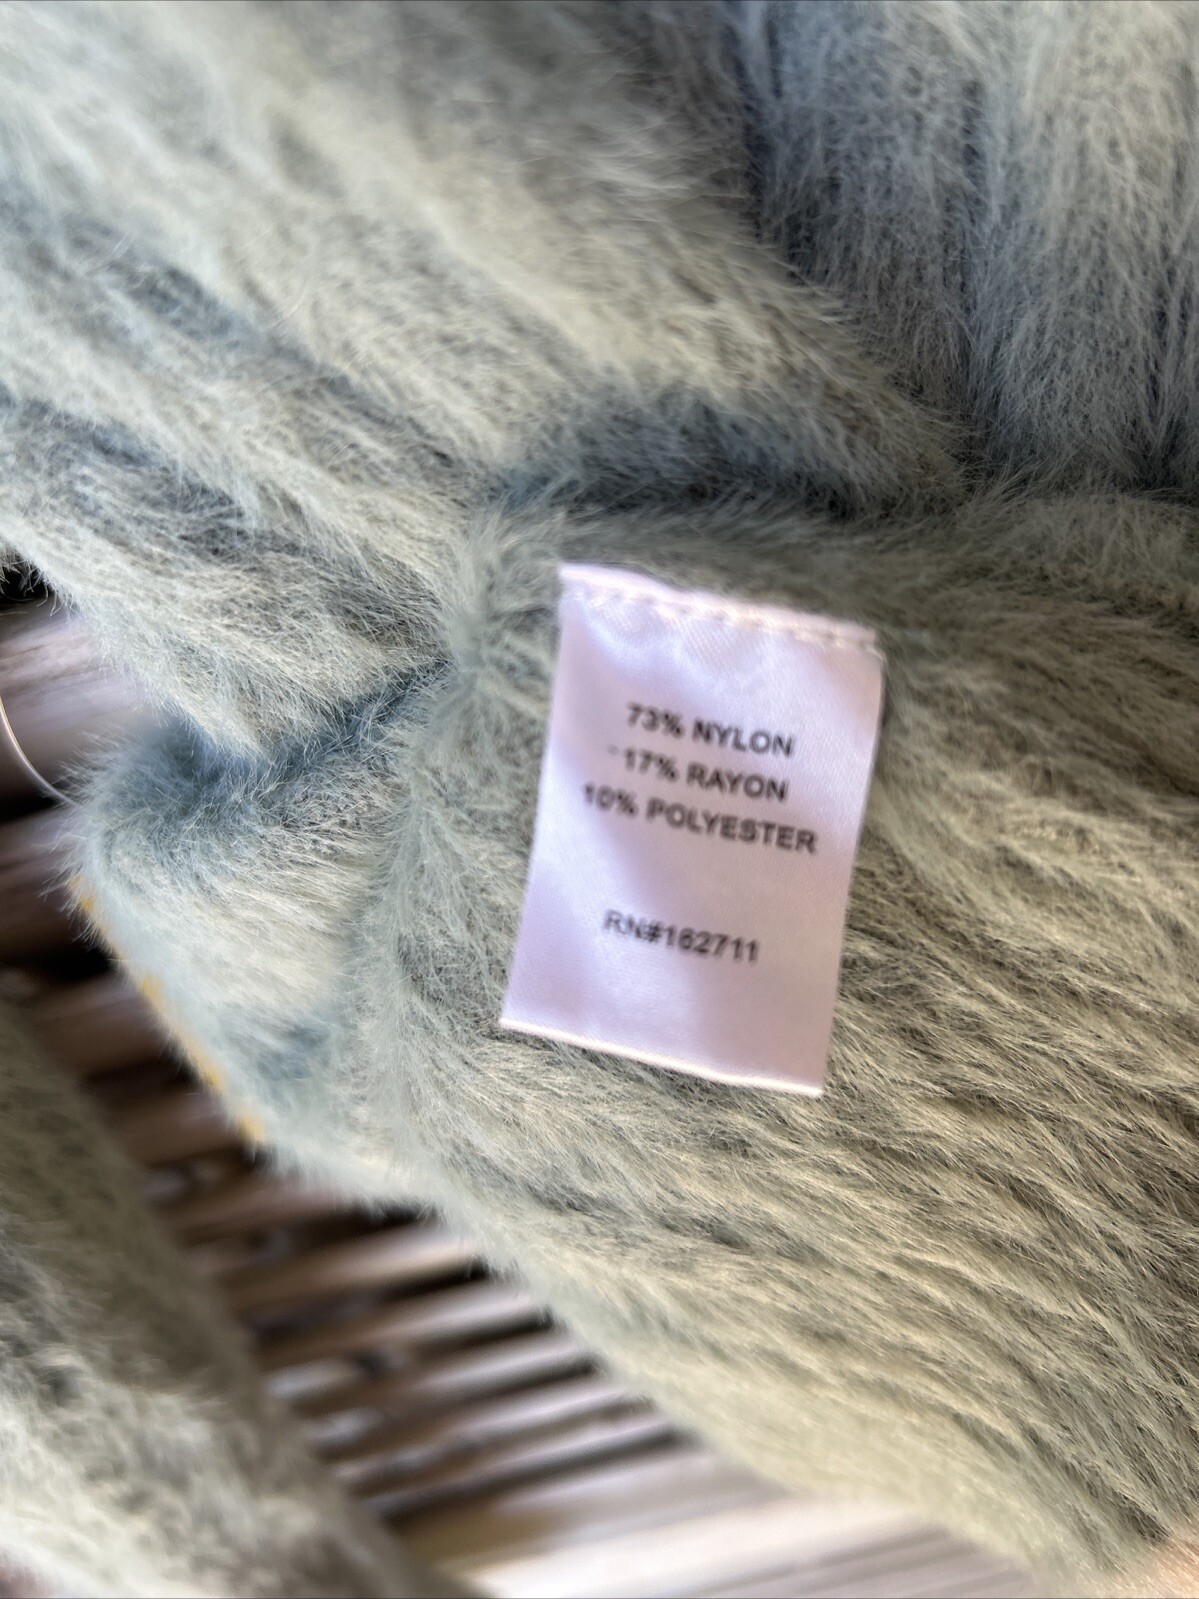 73% NYLON
17% RAYON
10% POLYESTER
RN#162711